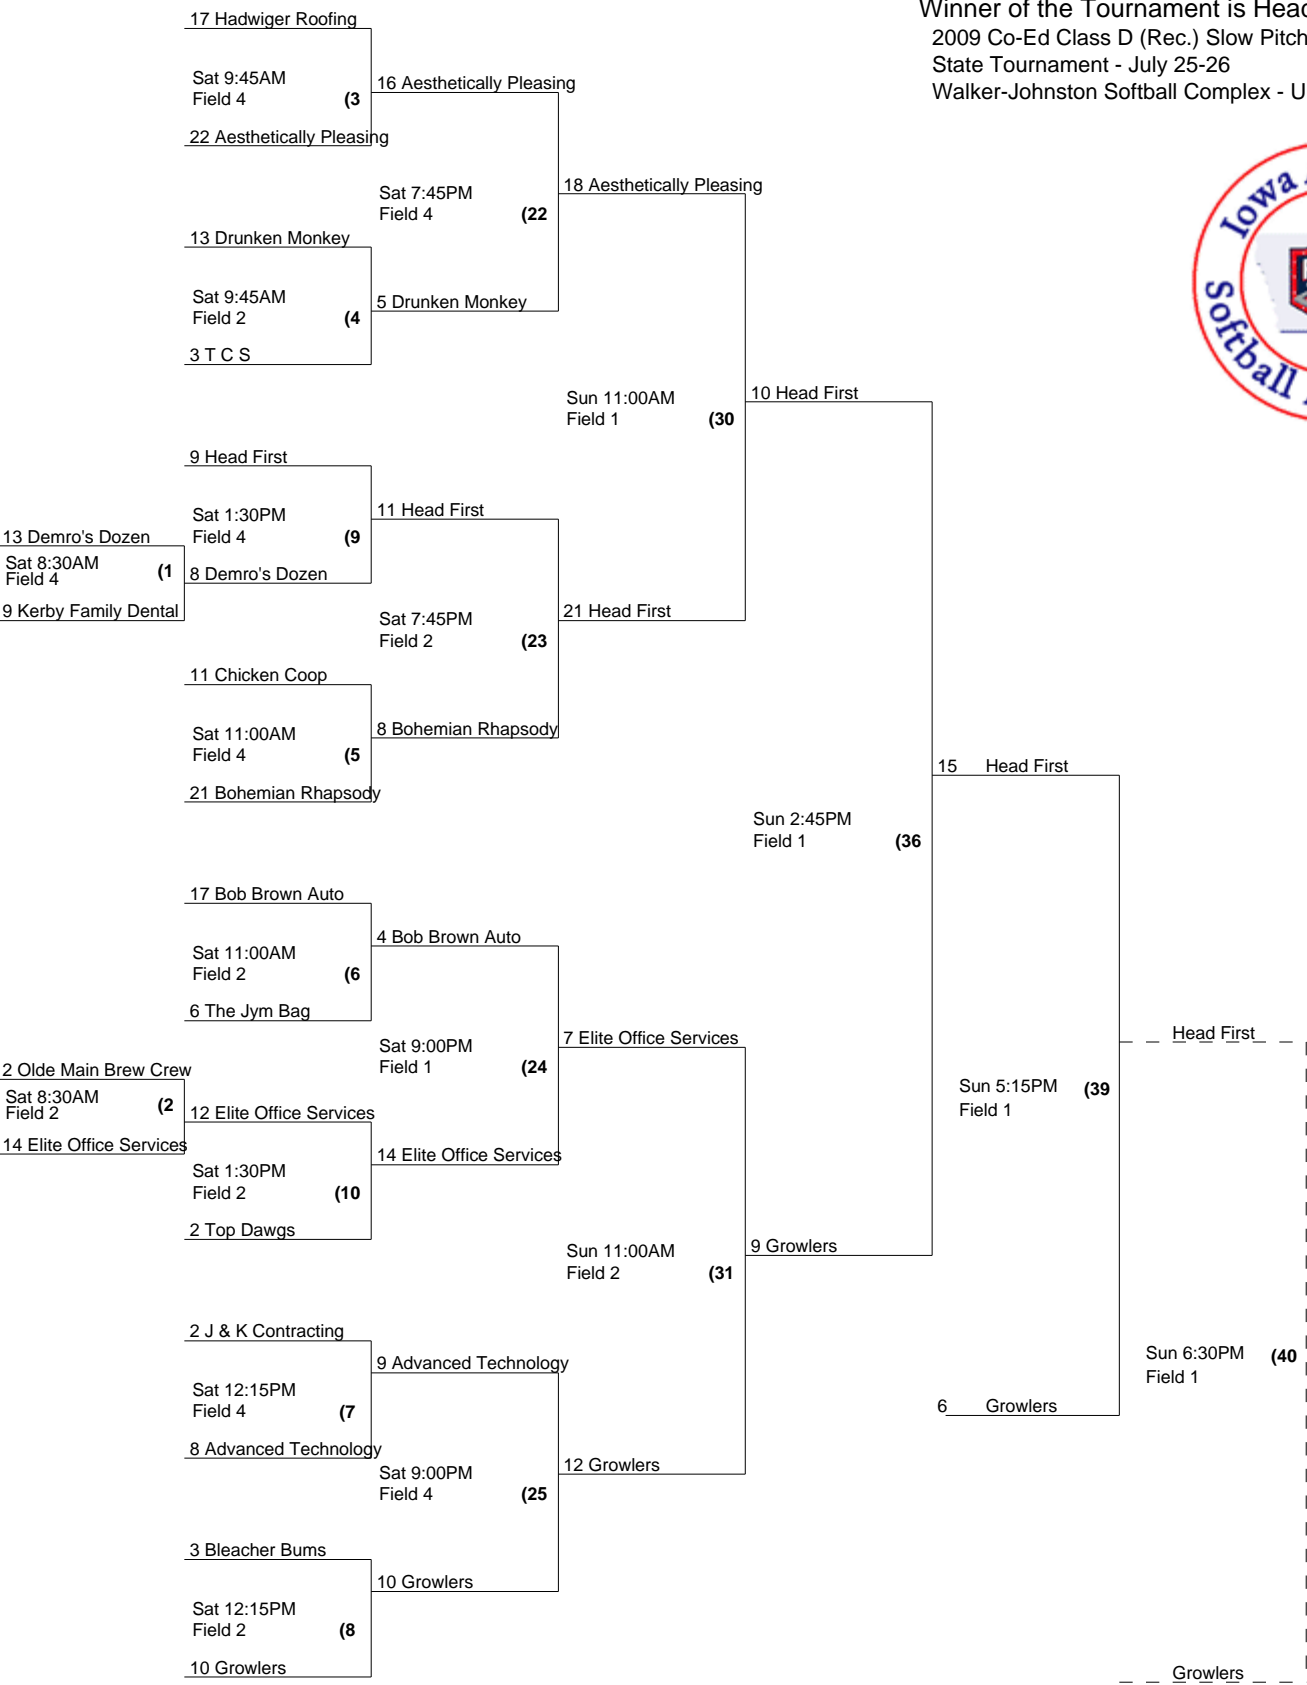 Winner of the Tournament is Head
2009 Co-Ed Class D (Rec.) Slow Pitch
State Tournament - July 25-26
Walker-Johnston Softball Complex - U
Iowa
Softball
17 Hadwiger Roofing
Sat 9:45AM
Field 4 (3
22 Aesthetically Pleasing
16 Aesthetically Pleasing
Sat 7:45PM
Field 4 (22
18 Aesthetically Pleasing
13 Drunken Monkey
Sat 9:45AM
Field 2 (4
3 T C S
5 Drunken Monkey
Sun 11:00AM
Field 1 (30
10 Head First
9 Head First
Sat 1:30PM
Field 4 (9
8 Demro's Dozen
11 Head First
13 Demro's Dozen
Sat 8:30AM
Field 4 (1
9 Kerby Family Dental
Sat 7:45PM
Field 2 (23
21 Head First
11 Chicken Coop
Sat 11:00AM
Field 4 (5
21 Bohemian Rhapsody
8 Bohemian Rhapsody
Sun 2:45PM
Field 1 (36
15 Head First
17 Bob Brown Auto
Sat 11:00AM
Field 2 (6
6 The Jym Bag
4 Bob Brown Auto
Sat 9:00PM
Field 1 (24
7 Elite Office Services
2 Olde Main Brew Crew
Sat 8:30AM
Field 2 (2
14 Elite Office Services
12 Elite Office Services
Sat 1:30PM
Field 2 (10
2 Top Dawgs
14 Elite Office Services
Sun 11:00AM
Field 2 (31
9 Growlers
Sun 5:15PM
Field 1 (39
Head First
2 J & K Contracting
Sat 12:15PM
Field 4 (7
8 Advanced Technology
9 Advanced Technology
Sat 9:00PM
Field 4 (25
12 Growlers
3 Bleacher Bums
Sat 12:15PM
Field 2 (8
10 Growlers
10 Growlers
6 Growlers
Sun 6:30PM
Field 1 (40
Growlers